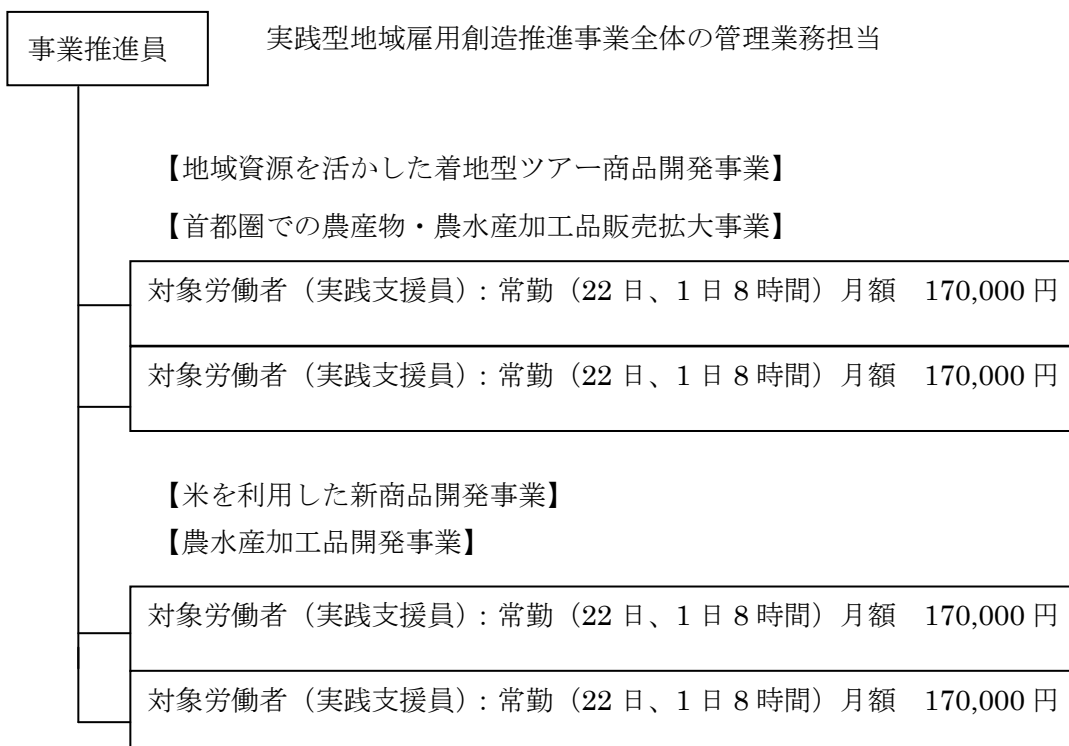 実践型地域雇用創造推進事業全体の管理業務担当
事業推進員
【地域資源を活かした着地型ツアー商品開発事業】
【首都圏での農産物・農水産加工品販売拡大事業】
対象労働者（実践支援員）：常勤（22 日、1 日 8 時間）月額　170,000 円
対象労働者（実践支援員）：常勤（22 日、1 日 8 時間）月額　170,000 円
【米を利用した新商品開発事業】
【農水産加工品開発事業】
対象労働者（実践支援員）：常勤（22 日、1 日 8 時間）月額　170,000 円
対象労働者（実践支援員）：常勤（22 日、1 日 8 時間）月額　170,000 円